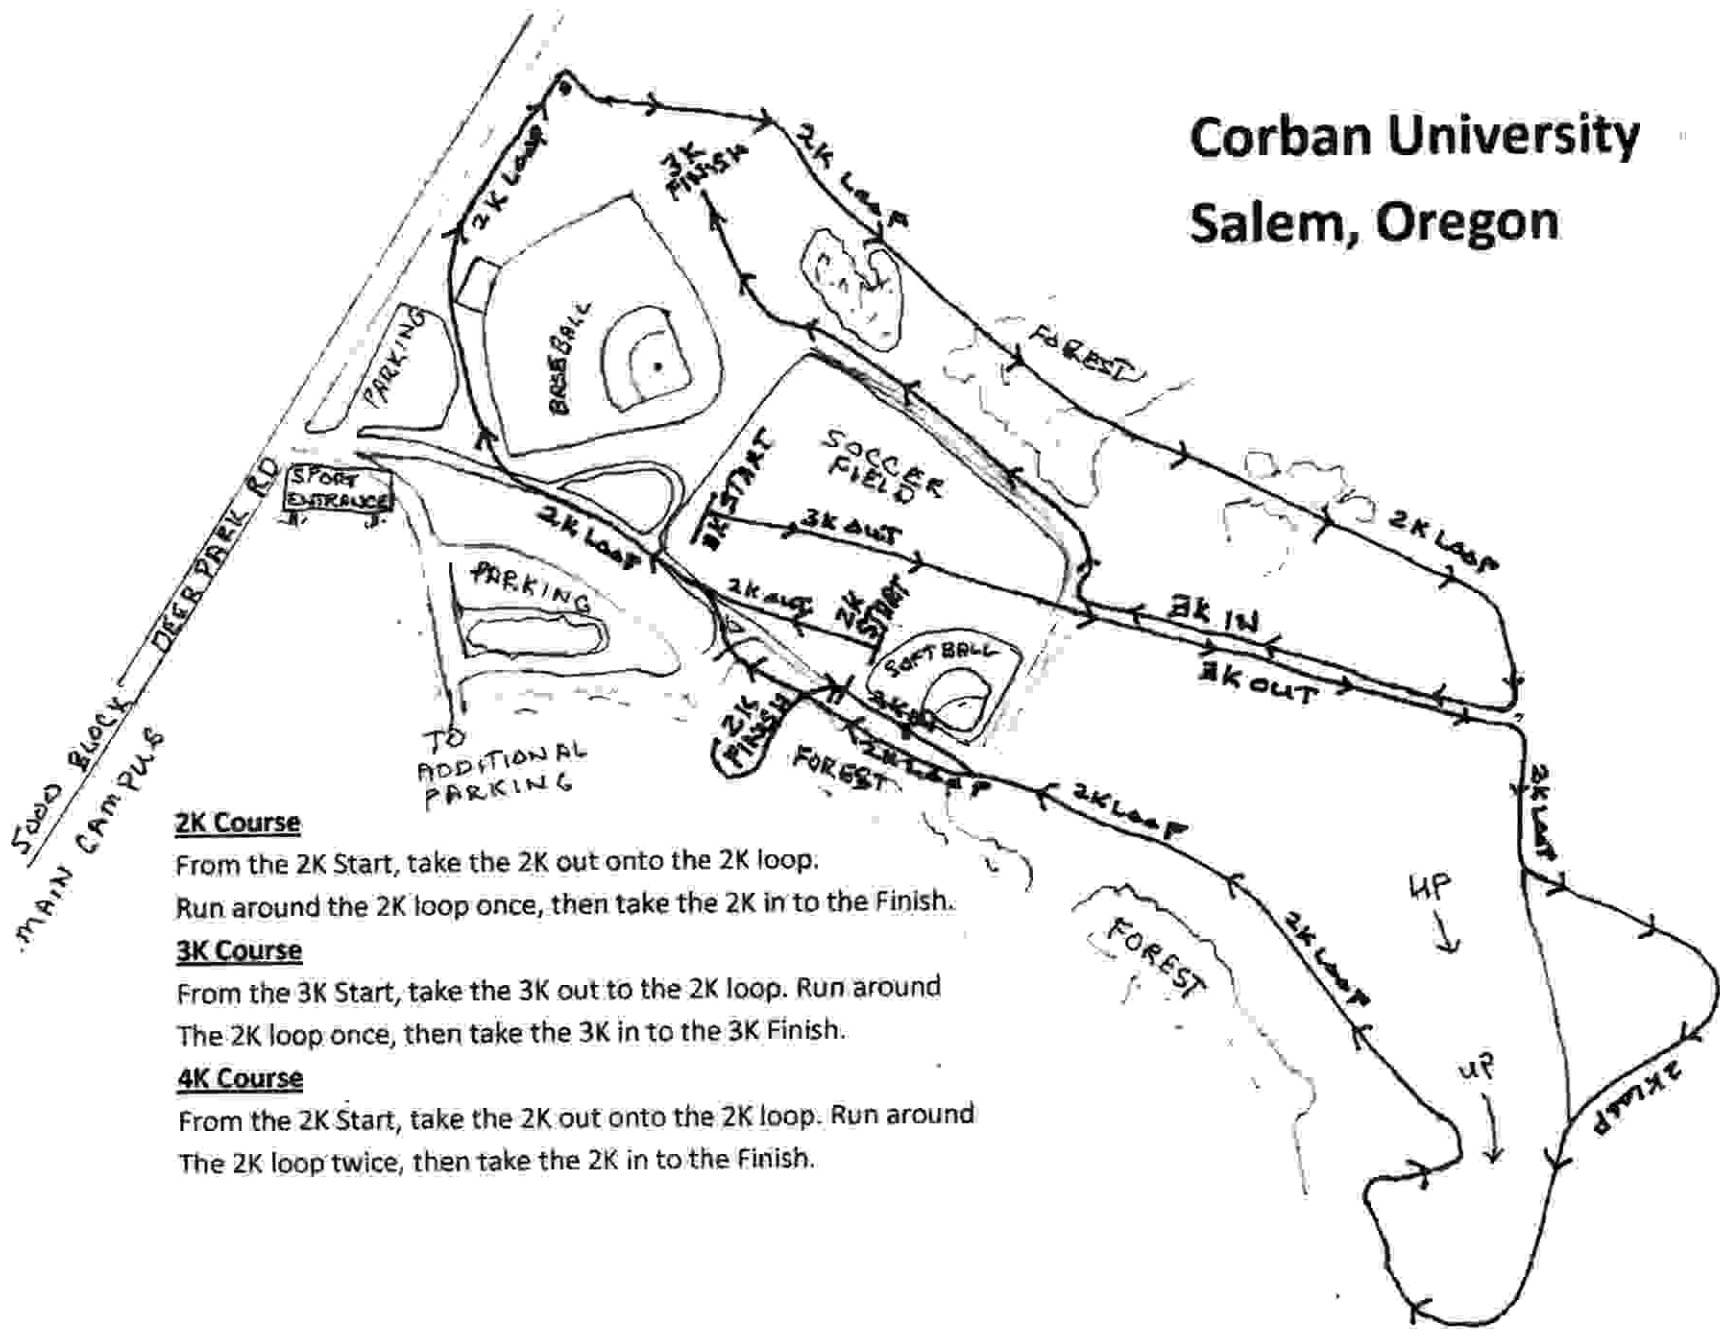 Corban University
Salem, Oregon
2K LOOP
3K
FINISH
2K LOOP
BASEBALL
PARKING
FOREST
SOCCER
FIELD
3K START
3K OUT
SPORT
ENTRANCE
2K LOOP
2K LOOP
PARKING
2K OUT
2K
START
SOFTBALL
3K IN
3K OUT
5000 BLOCK DEER PARK RD
MAIN CAMPUS
TO
ADDITIONAL
PARKING
2K
FINISH
2K IN
FOREST
2K LOOP
2K LOOP
2K LOOP
UP
FOREST
2K LOOP
UP
2K LOOP
2K Course
From the 2K Start, take the 2K out onto the 2K loop.
Run around the 2K loop once, then take the 2K in to the Finish.
3K Course
From the 3K Start, take the 3K out to the 2K loop. Run around
The 2K loop once, then take the 3K in to the 3K Finish.
4K Course
From the 2K Start, take the 2K out onto the 2K loop. Run around
The 2K loop twice, then take the 2K in to the Finish.